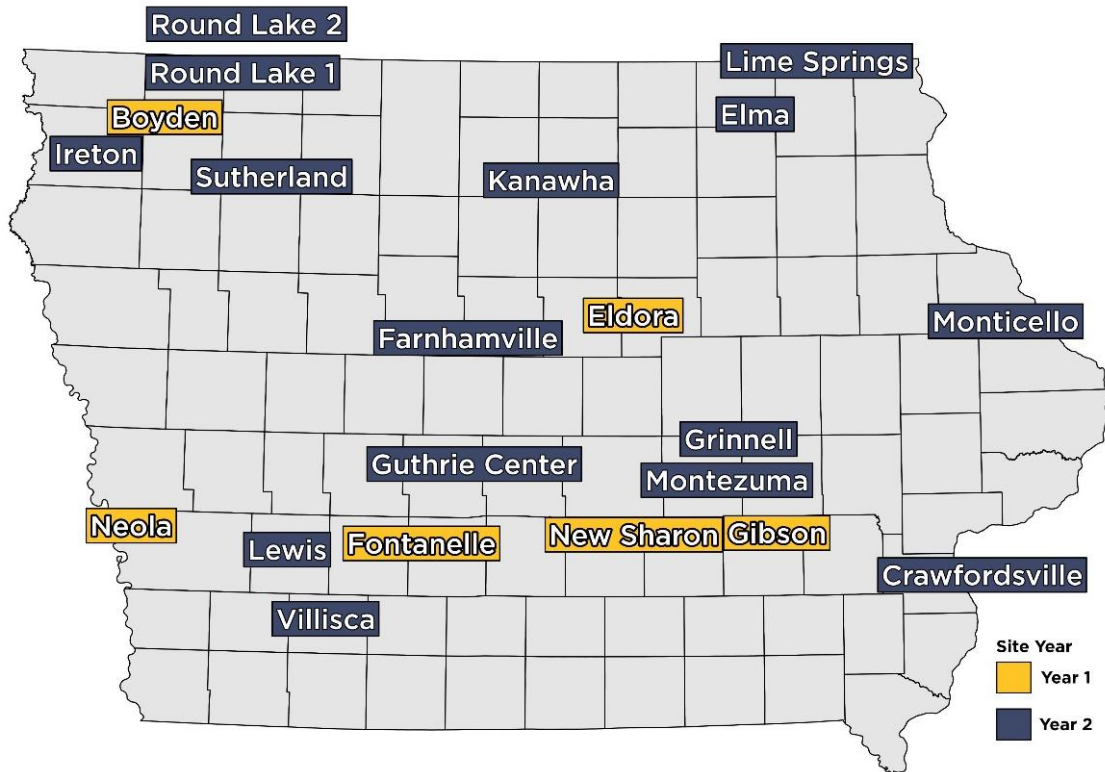 Round Lake 2
Round Lake 1
Lime Springs
Boyden
Elma
Ireton
Sutherland
Kanawha
Eldora
Monticello
Farnhamville
Grinnell
Guthrie Center
Montezuma
Neola
New Sharon
Gibson
Fontanelle
Lewis
Crawfordsville
Villisca
Site Year
Year 1
Year 2